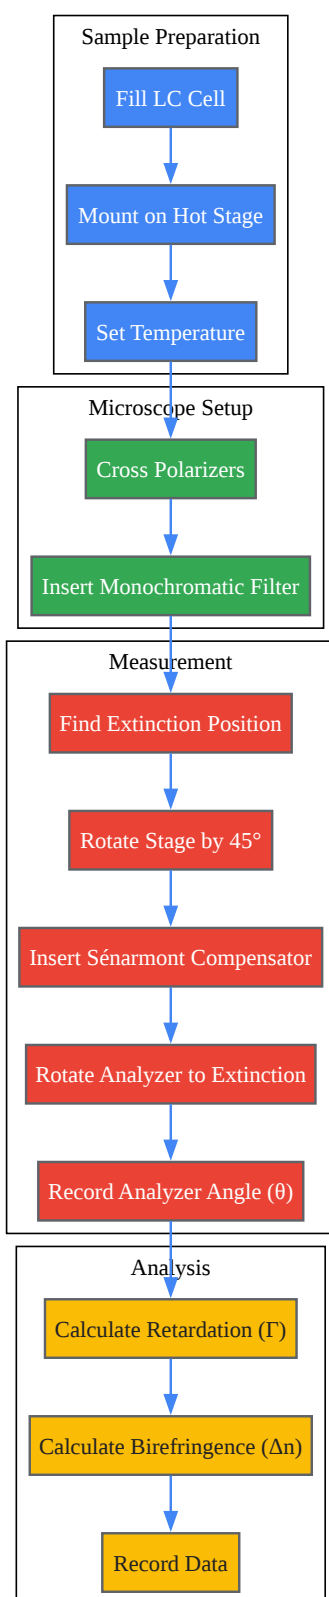 Sample Preparation
Fill LC Cell
Mount on Hot Stage
Set Temperature
Microscope Setup
Cross Polarizers
Insert Monochromatic Filter
Measurement
Find Extinction Position
Rotate Stage by 45°
Insert Sénarmont Compensator
Rotate Analyzer to Extinction
Record Analyzer Angle (θ)
Analysis
Calculate Retardation (Γ)
Calculate Birefringence (Δn)
Record Data